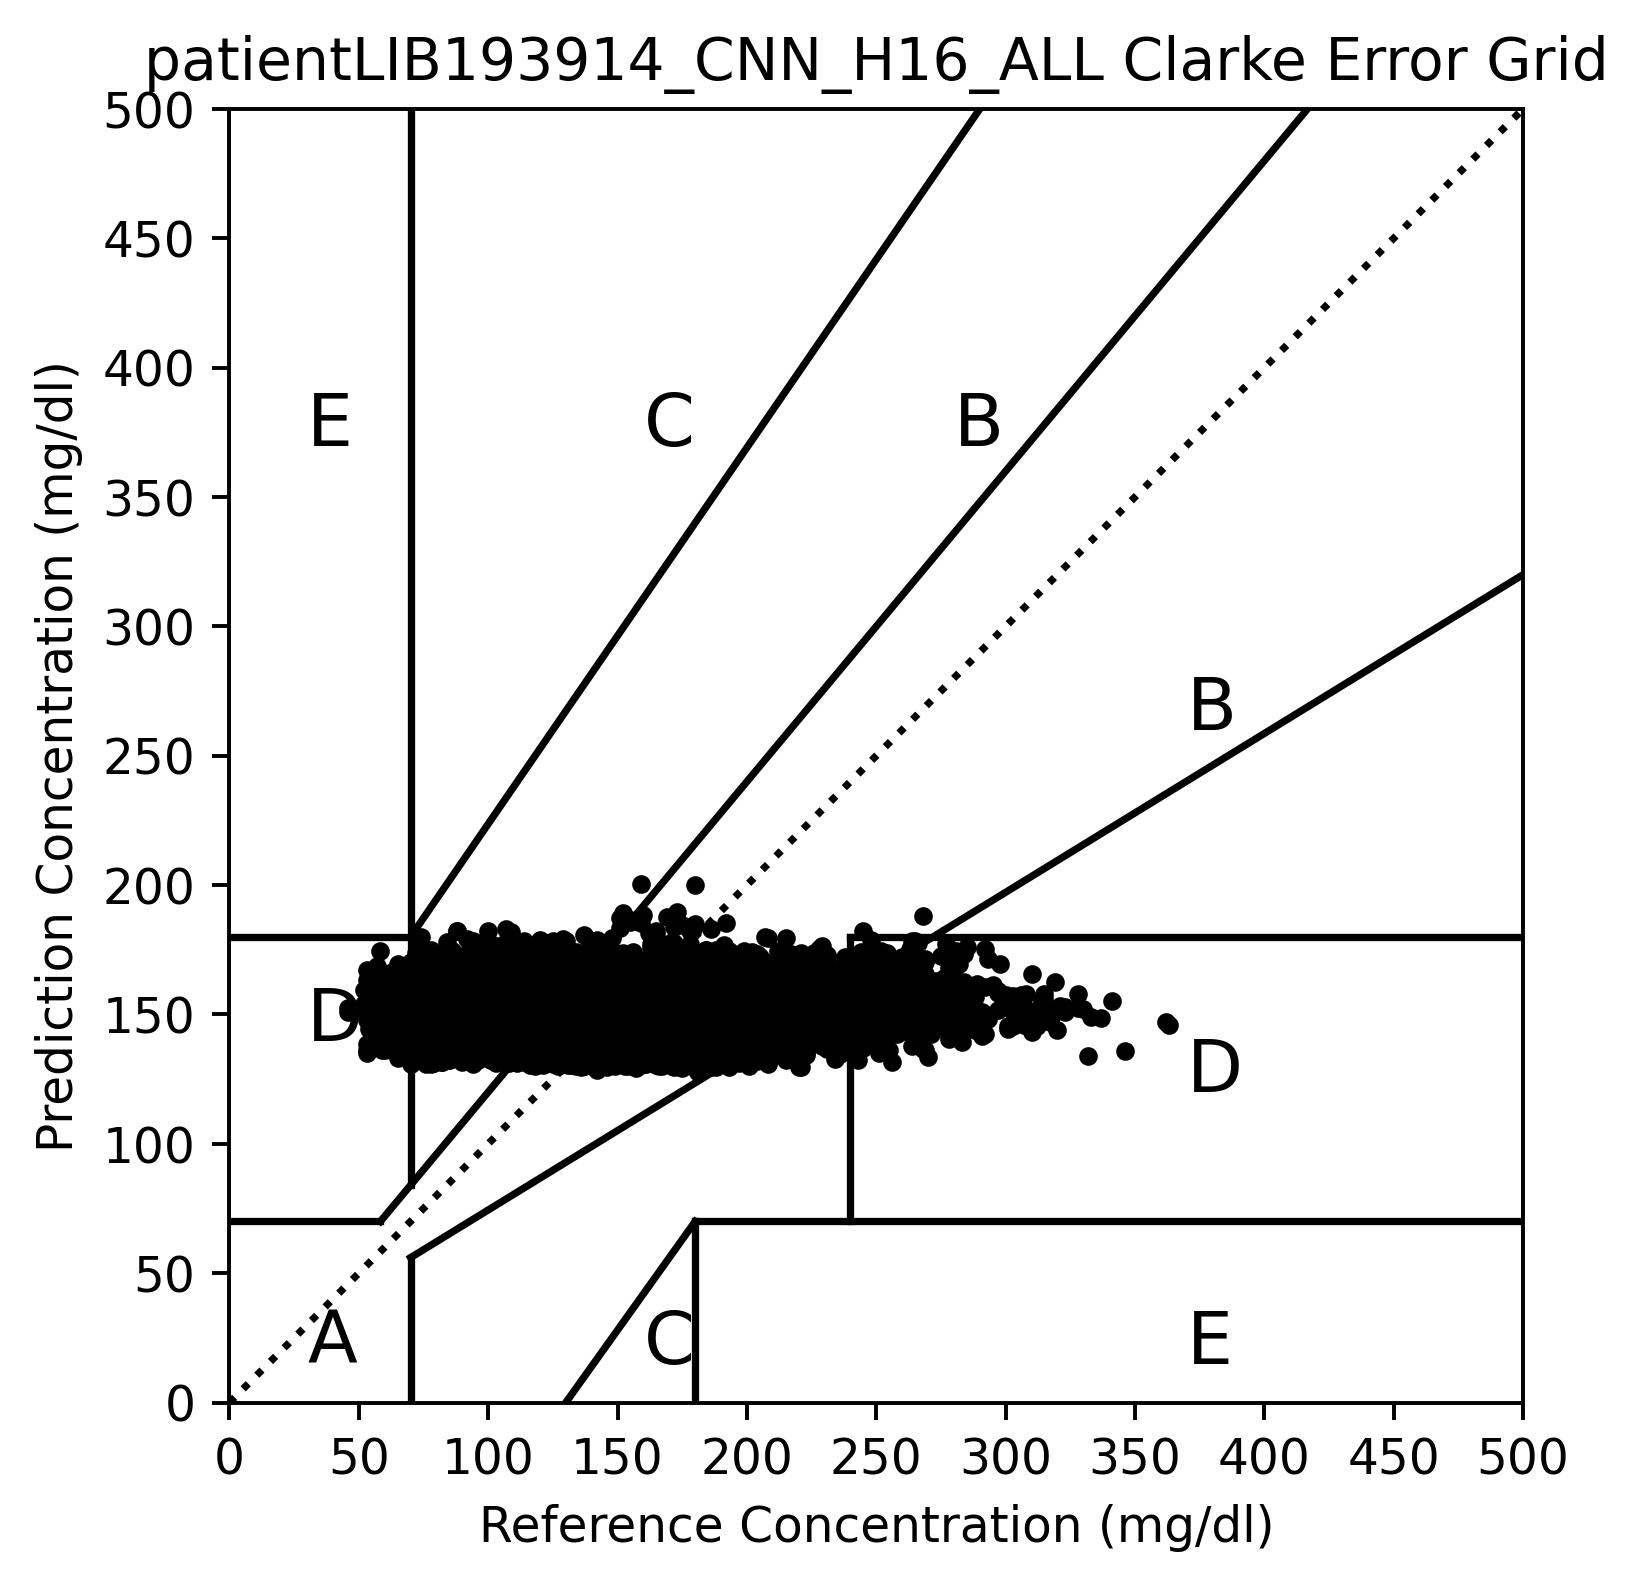 patientLIB193914_CNN_H16_ALL Clarke Error Grid
500
450
400
350
300
250
200
150
100
50
0
Prediction Concentration (mg/dl)
E
C
B
B
D
D
A
C
E
0 50 100 150 200 250 300 350 400 450 500
Reference Concentration (mg/dl)